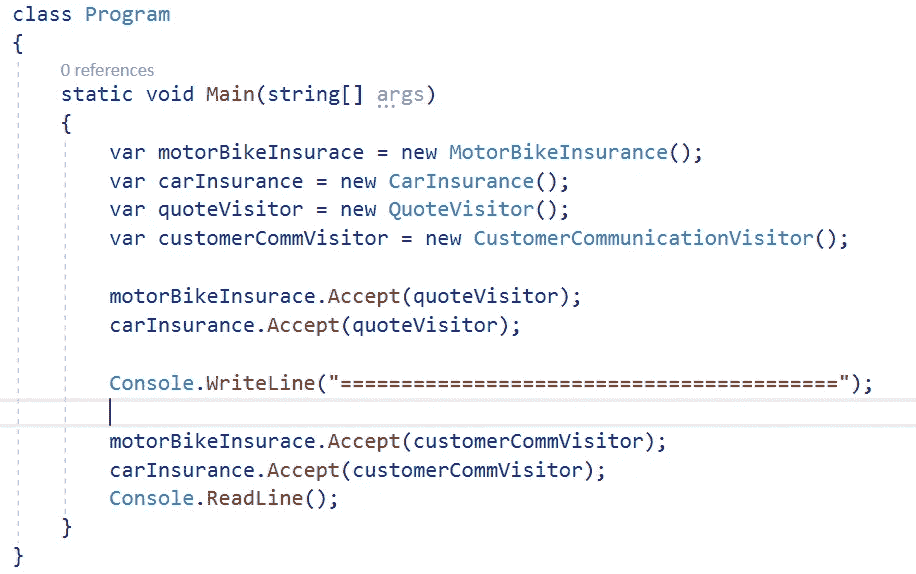 class Program
{
0 references
static void Main(string[] args)
{
var motorBikeInsurace = new MotorBikeInsurance();
var carInsurance = new CarInsurance();
var quoteVisitor = new QuoteVisitor();
var customerCommVisitor = new CustomerCommunicationVisitor();
motorBikeInsurace.Accept(quoteVisitor);
carInsurance.Accept(quoteVisitor);
Console.WriteLine("=========================================");
motorBikeInsurace.Accept(customerCommVisitor);
carInsurance.Accept(customerCommVisitor);
Console.ReadLine();
}
}